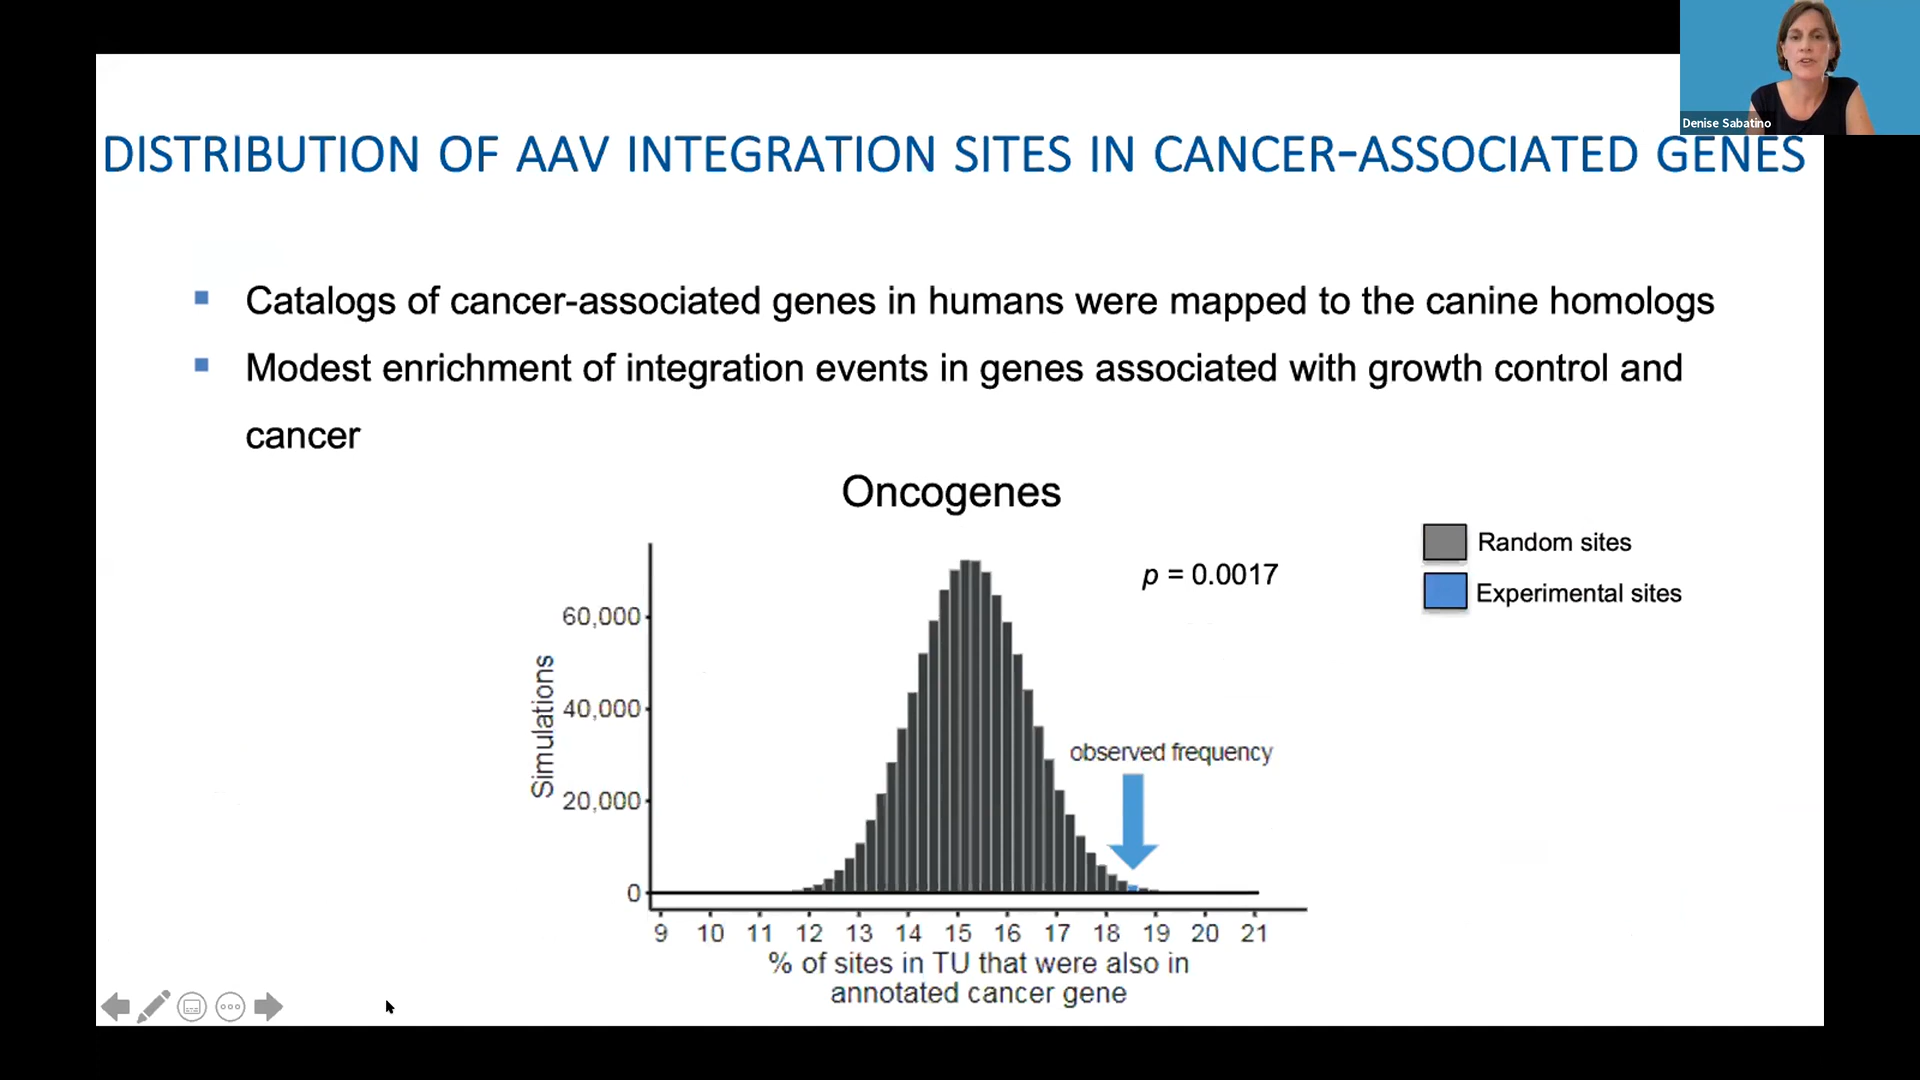 Denise Sabatino
DISTRIBUTION OF AAV INTEGRATION SITES IN CANCER-ASSOCIATED GENES
Catalogs of cancer-associated genes in humans were mapped to the canine homologs
Modest enrichment of integration events in genes associated with growth control and
cancer
Oncogenes
Random sites
Experimental sites
p = 0.0017
60,000
40,000
20,000
0
Simulations
observed frequency
9 10 11 12 13 14 15 16 17 18 19 20 21
% of sites in TU that were also in
annotated cancer gene